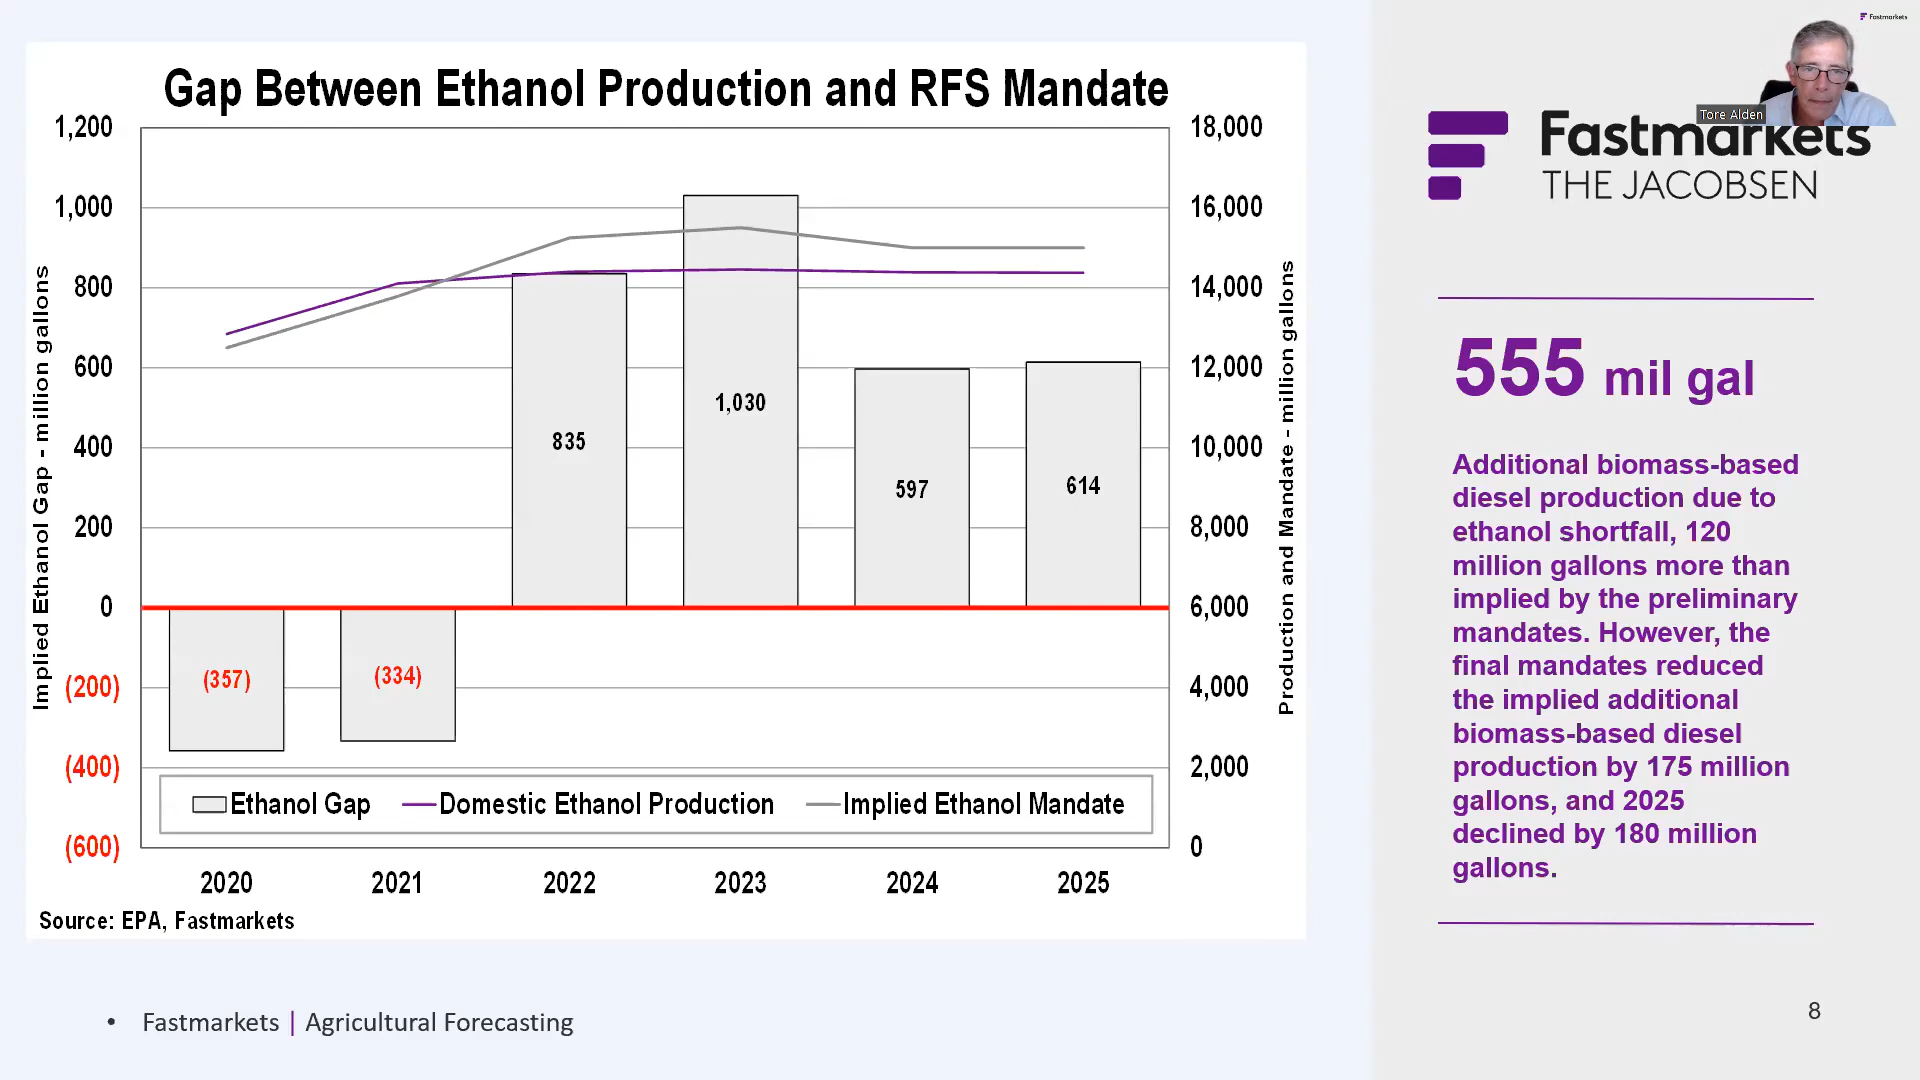 Gap Between Ethanol Production and RFS Mandate
1,200
1,000
800
600
400
200
0
(200)
(400)
(600)
Implied Ethanol Gap - million gallons
18,000
16,000
14,000
12,000
10,000
8,000
6,000
4,000
2,000
0
Production and Mandate - million gallons
(357)
(334)
835
1,030
597
614
Ethanol Gap
Domestic Ethanol Production
Implied Ethanol Mandate
2020
2021
2022
2023
2024
2025
Source: EPA, Fastmarkets
Fastmarkets
Tore Alden
Fastmarkets
THE JACOBSEN
555 mil gal
Additional biomass-based
diesel production due to
ethanol shortfall, 120
million gallons more than
implied by the preliminary
mandates. However, the
final mandates reduced
the implied additional
biomass-based diesel
production by 175 million
gallons, and 2025
declined by 180 million
gallons.
• Fastmarkets | Agricultural Forecasting
8